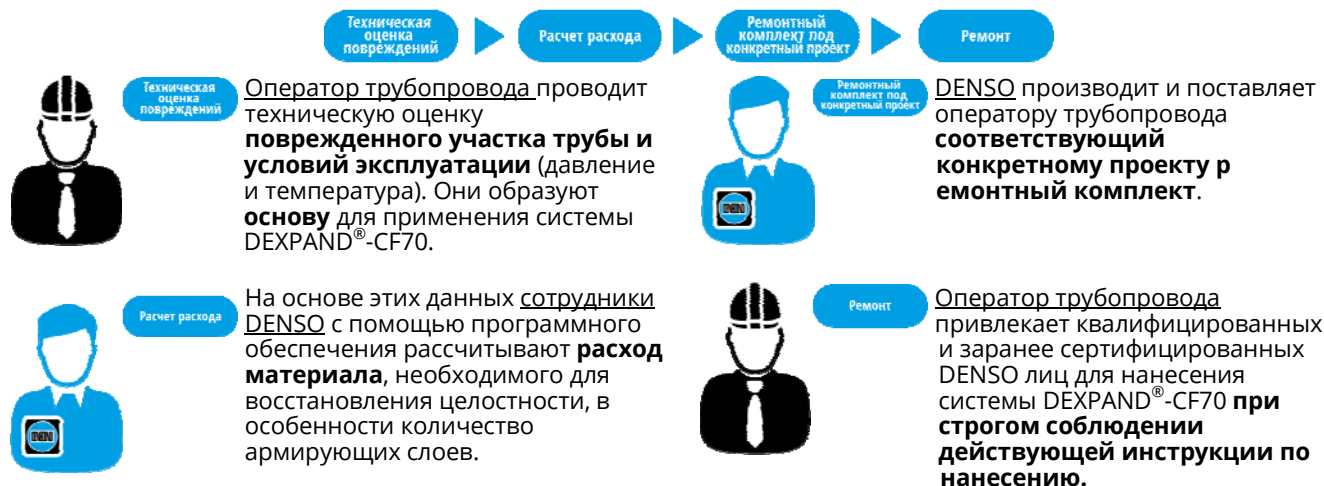 Техническая
оценка
повреждений
Расчет расхода
Ремонтный
комплект под
конкретный проект
Ремонт
Техническая
оценка
повреждений
Оператор трубопровода проводит
техническую оценку
поврежденного участка трубы и
условий эксплуатации (давление
и температура). Они образуют
основу для применения системы
DEXPAND®-CF70.
Ремонтный
комплект под
конкретный проект
DENSO производит и поставляет
оператору трубопровода
соответствующий
конкретному проекту р
емонтный комплект.
Расчет расхода
На основе этих данных сотрудники
DENSO с помощью программного
обеспечения рассчитывают расход
материала, необходимого для
восстановления целостности, в
особенности количество
армирующих слоев.
Ремонт
Оператор трубопровода
привлекает квалифицированных
и заранее сертифицированных
DENSO лиц для нанесения
системы DEXPAND®-CF70 при
строгом соблюдении
действующей инструкции по
нанесению.